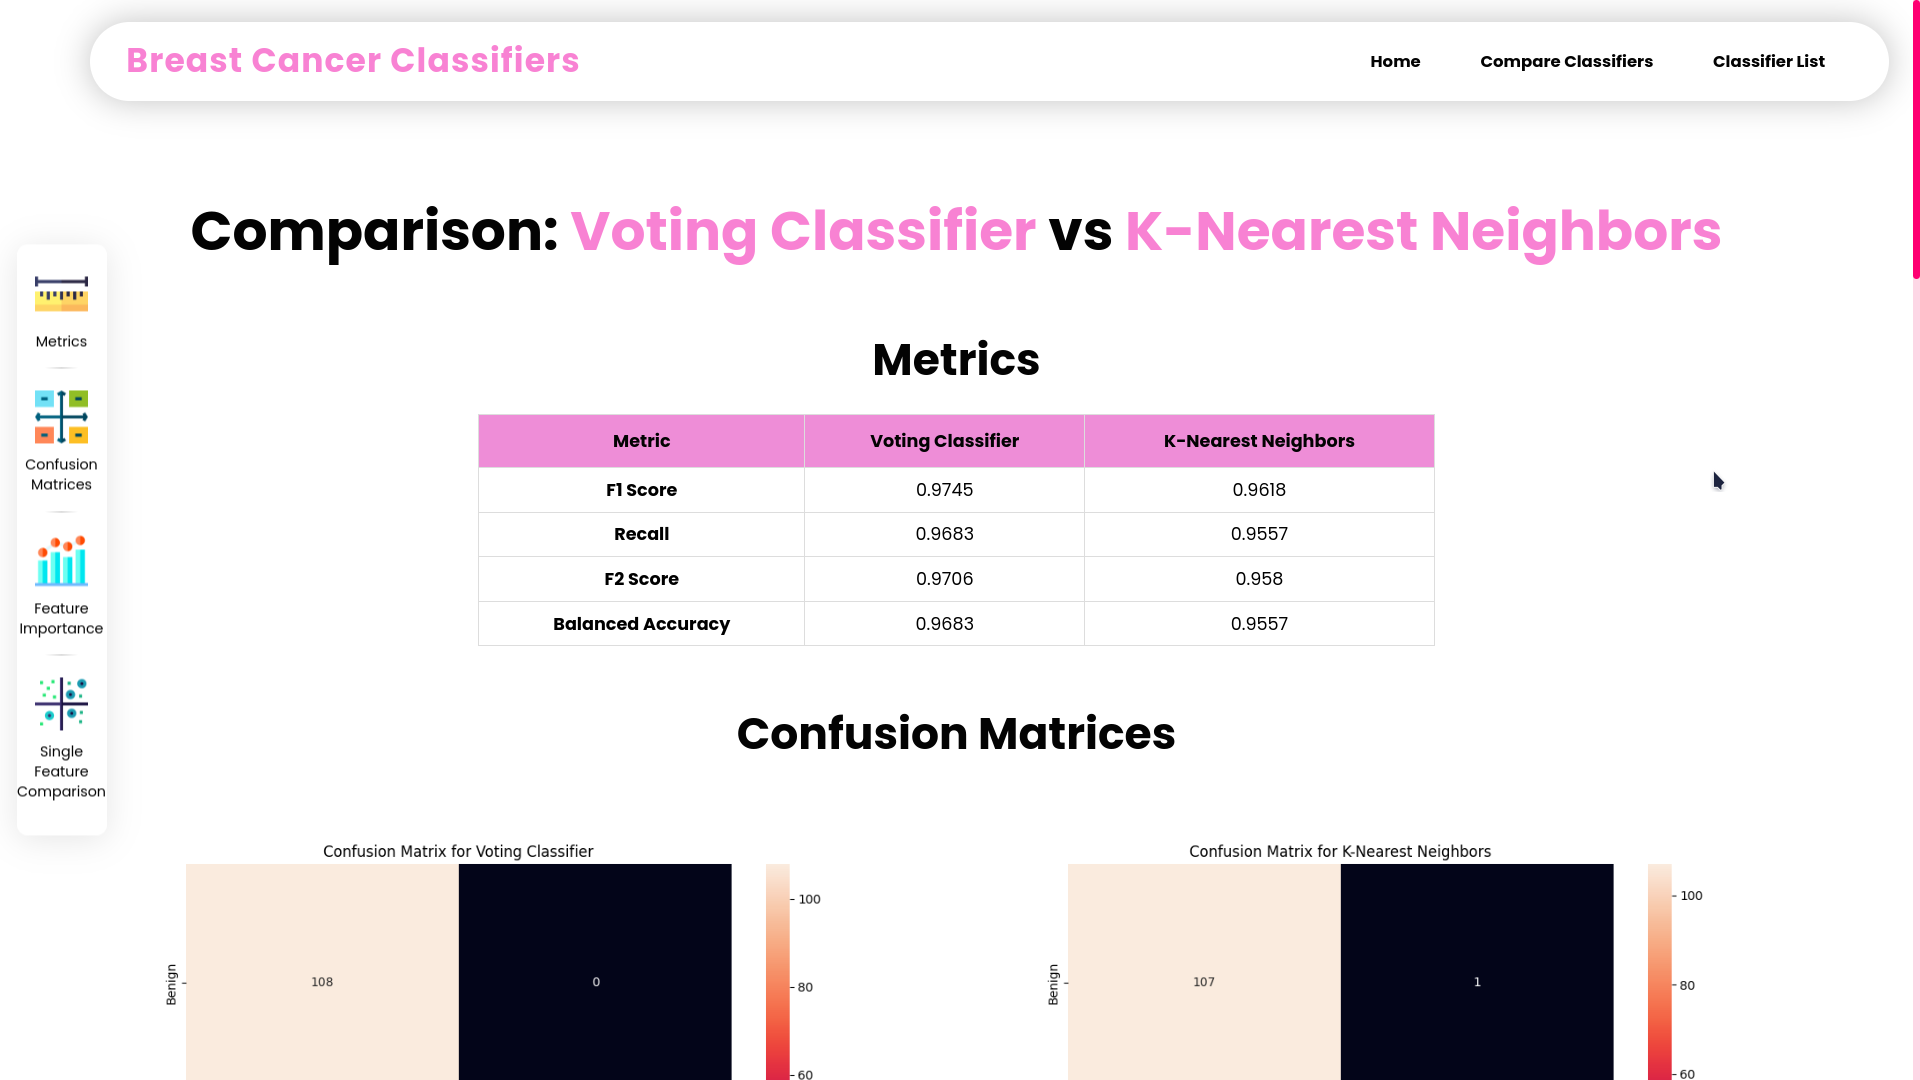 Breast Cancer Classifiers
Home
Compare Classifiers
Classifier List
Comparison: Voting Classifier vs K-Nearest Neighbors
Metrics
Confusion
Matrices
Feature
Importance
Single
Feature
Comparison
Metrics
Metric Voting Classifier K-Nearest Neighbors
F1 Score 0.9745 0.9618
Recall 0.9683 0.9557
F2 Score 0.9706 0.958
Balanced Accuracy 0.9683 0.9557
Confusion Matrices
Confusion Matrix for Voting Classifier
Benign
108
0
100
80
60
Confusion Matrix for K-Nearest Neighbors
Benign
107
1
100
80
60